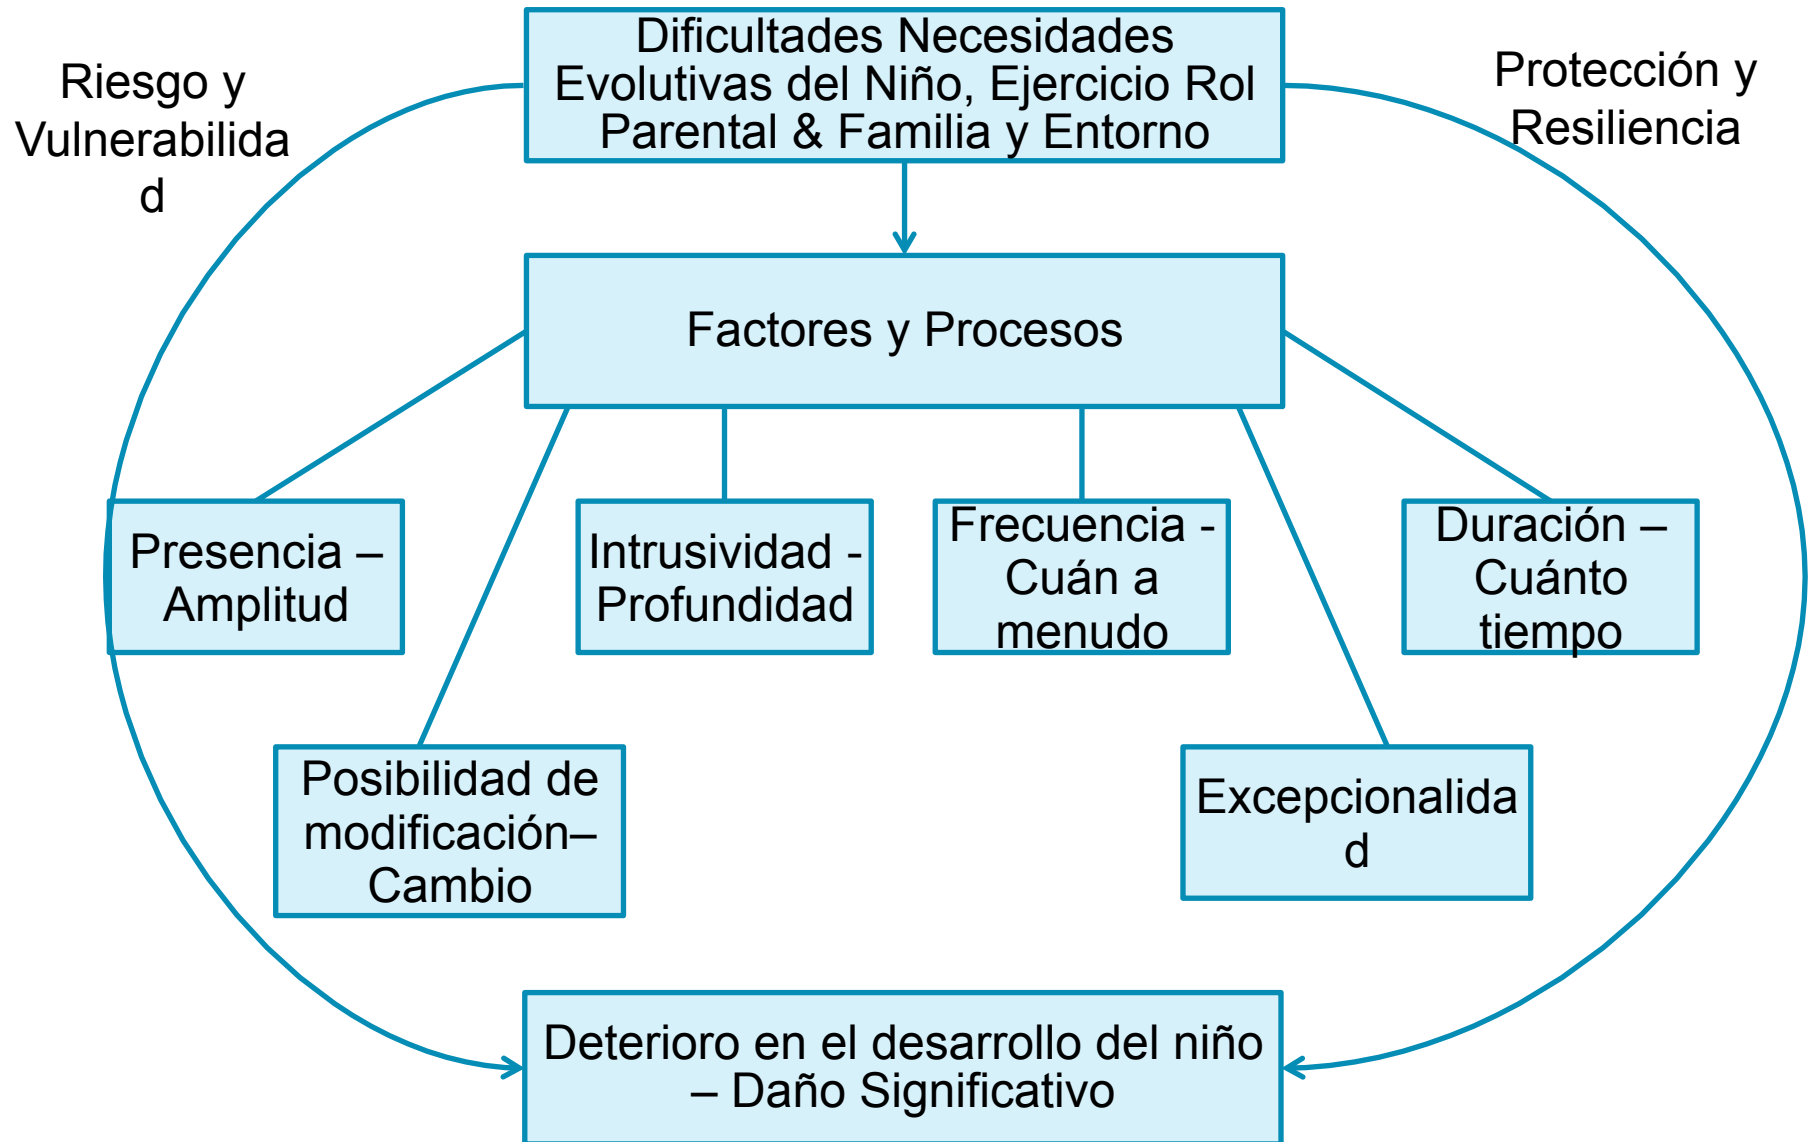 Dificultades Necesidades
Evolutivas del Niño, Ejercicio Rol
Parental & Familia y Entorno
Riesgo y
Vulnerabilida
d
Protección y
Resiliencia
Factores y Procesos
Presencia –
Amplitud
Intrusividad -
Profundidad
Frecuencia -
Cuán a
menudo
Duración –
Cuánto
tiempo
Posibilidad de
modificación–
Cambio
Excepcionalida
d
Deterioro en el desarrollo del niño
– Daño Significativo